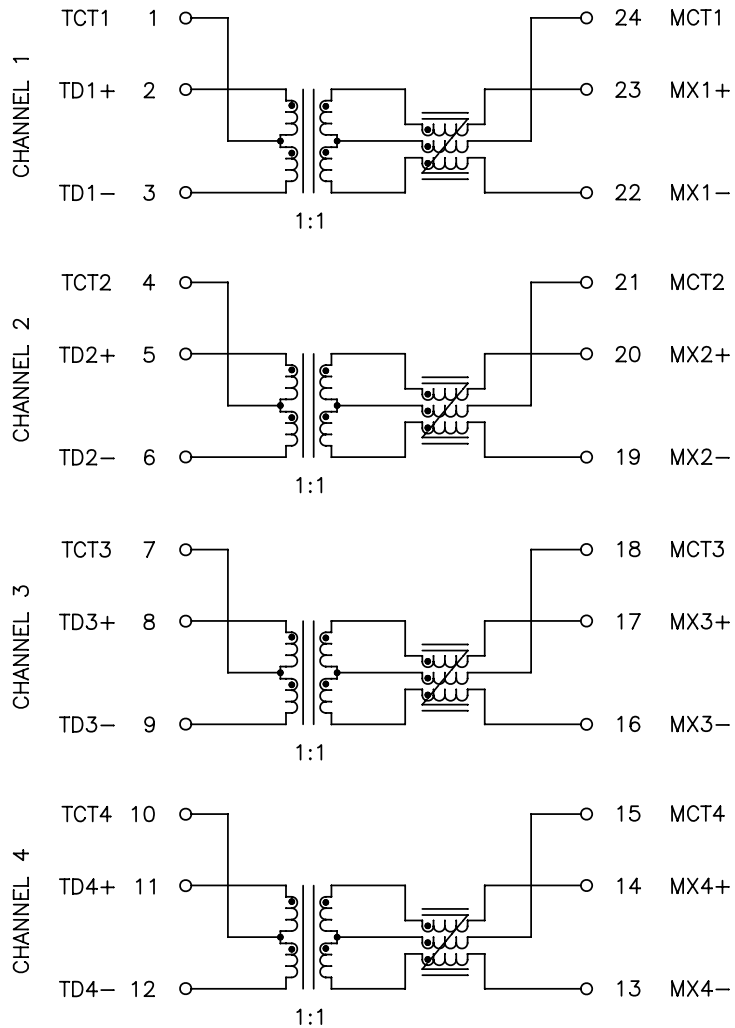 CHANNEL 1
TCT1 1 24 MCT1
TD1+ 2 23 MX1+
TD1− 3 22 MX1−
1:1
CHANNEL 2
TCT2 4 21 MCT2
TD2+ 5 20 MX2+
TD2− 6 19 MX2−
1:1
CHANNEL 3
TCT3 7 18 MCT3
TD3+ 8 17 MX3+
TD3− 9 16 MX3−
1:1
CHANNEL 4
TCT4 10 15 MCT4
TD4+ 11 14 MX4+
TD4− 12 13 MX4−
1:1